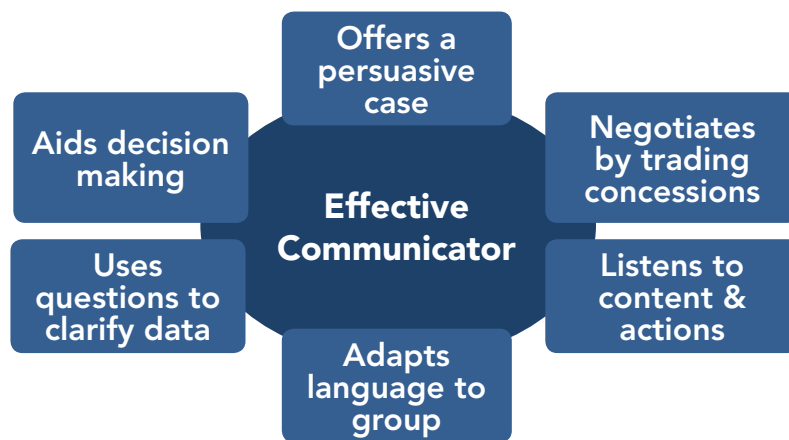 Offers a
persuasive
case
Aids decision
making
Negotiates
by trading
concessions
Effective
Communicator
Uses
questions to
clarify data
Listens to
content &
actions
Adapts
language to
group